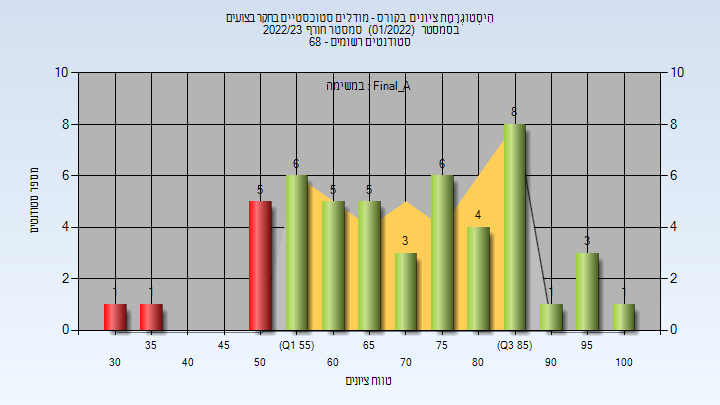 הִיסְטוֹגְרָמַת ציונים בקורס - מודלים סטוכסטיים בחקר ביצועים
בסמסטר (01/2022) סמסטר חורף 2022/23
סטודנטים רשומים - 68
במשימה : Final_A
מספר סטודנטים
10 10
8 8
6 6
4 4
2 2
0 0
1 1 5 6 5 5 3 6 4 8 1 3 1
35 45 (Q1 55) 65 75 (Q3 85) 95
30 40 50 60 70 80 90 100
טווח ציונים